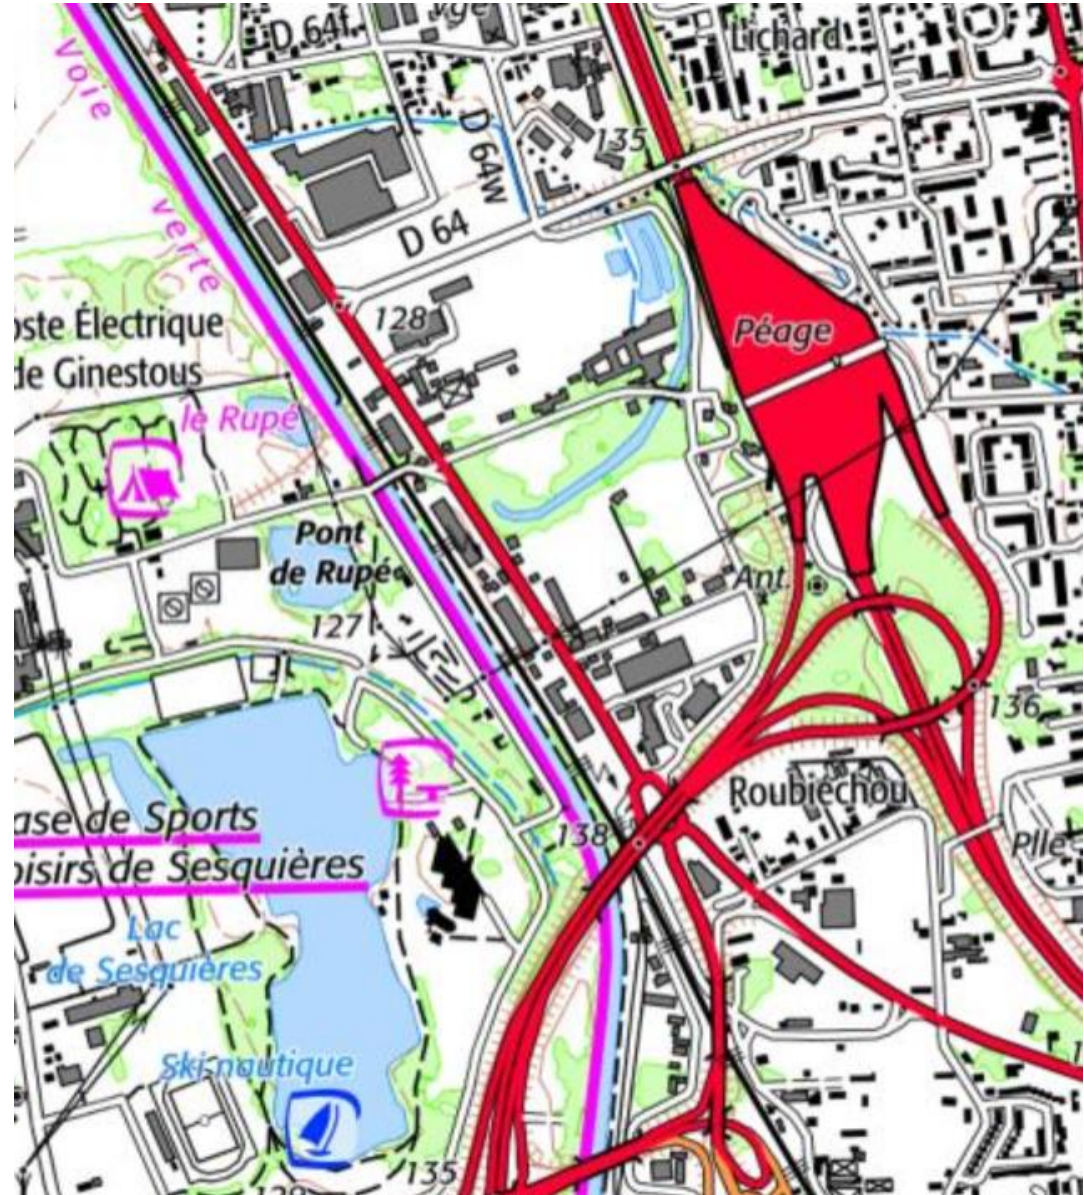 D 64f
Lichard
Voie
D 64w
135
verte
D 64
128
Péage
oste Électrique
de Ginestous
le Rupé
Pont
de Rupé
Ant.
127
136
Roubiéchou
138
Plle
ase de Sports
oisirs de Sesquières
Lac
de Sesquières
Ski nautique
135